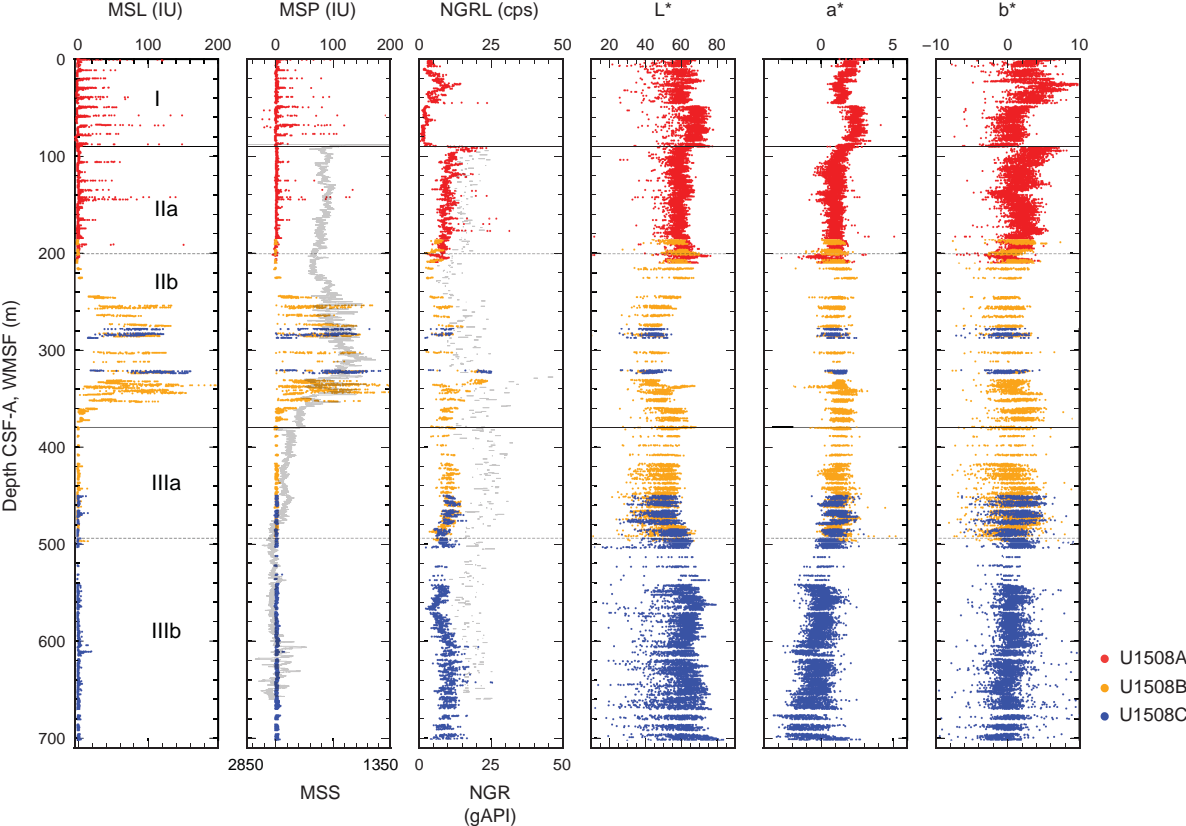 MSL (IU) MSP (IU) NGRL (cps) L* a* b*
0 100 200 0 100 200 0 25 50 20 40 60 80 0 5 −10 0 10
0
I
100
IIa
200
IIb
300
400
IIIa
500
600
IIIb
700
Depth CSF-A, WMSF (m)
2850 1350 0 25 50
MSS NGR
(gAPI)
U1508A
U1508B
U1508C